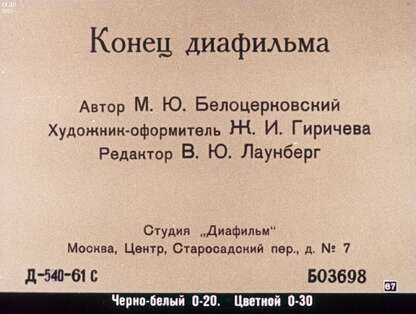 Конец диафильма
Автор М. Ю. Белоцерковский
Художник-оформитель Ж. И. Гиричева
Редактор В. Ю. Лаунберг
Студия „Диафильм“
Москва, Центр, Старосадский пер., д. № 7
Д-540-61 С БО3698
67
Черно-белый 0-20. Цветной 0-30